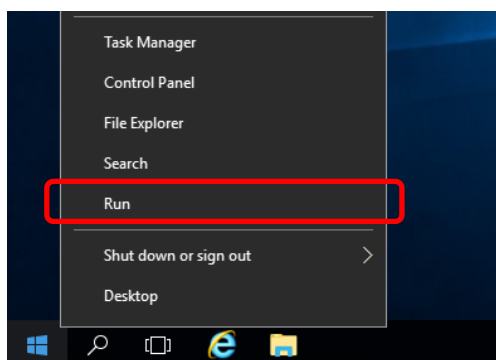 Task Manager
Control Panel
File Explorer
Search
Run
Shut down or sign out
Desktop